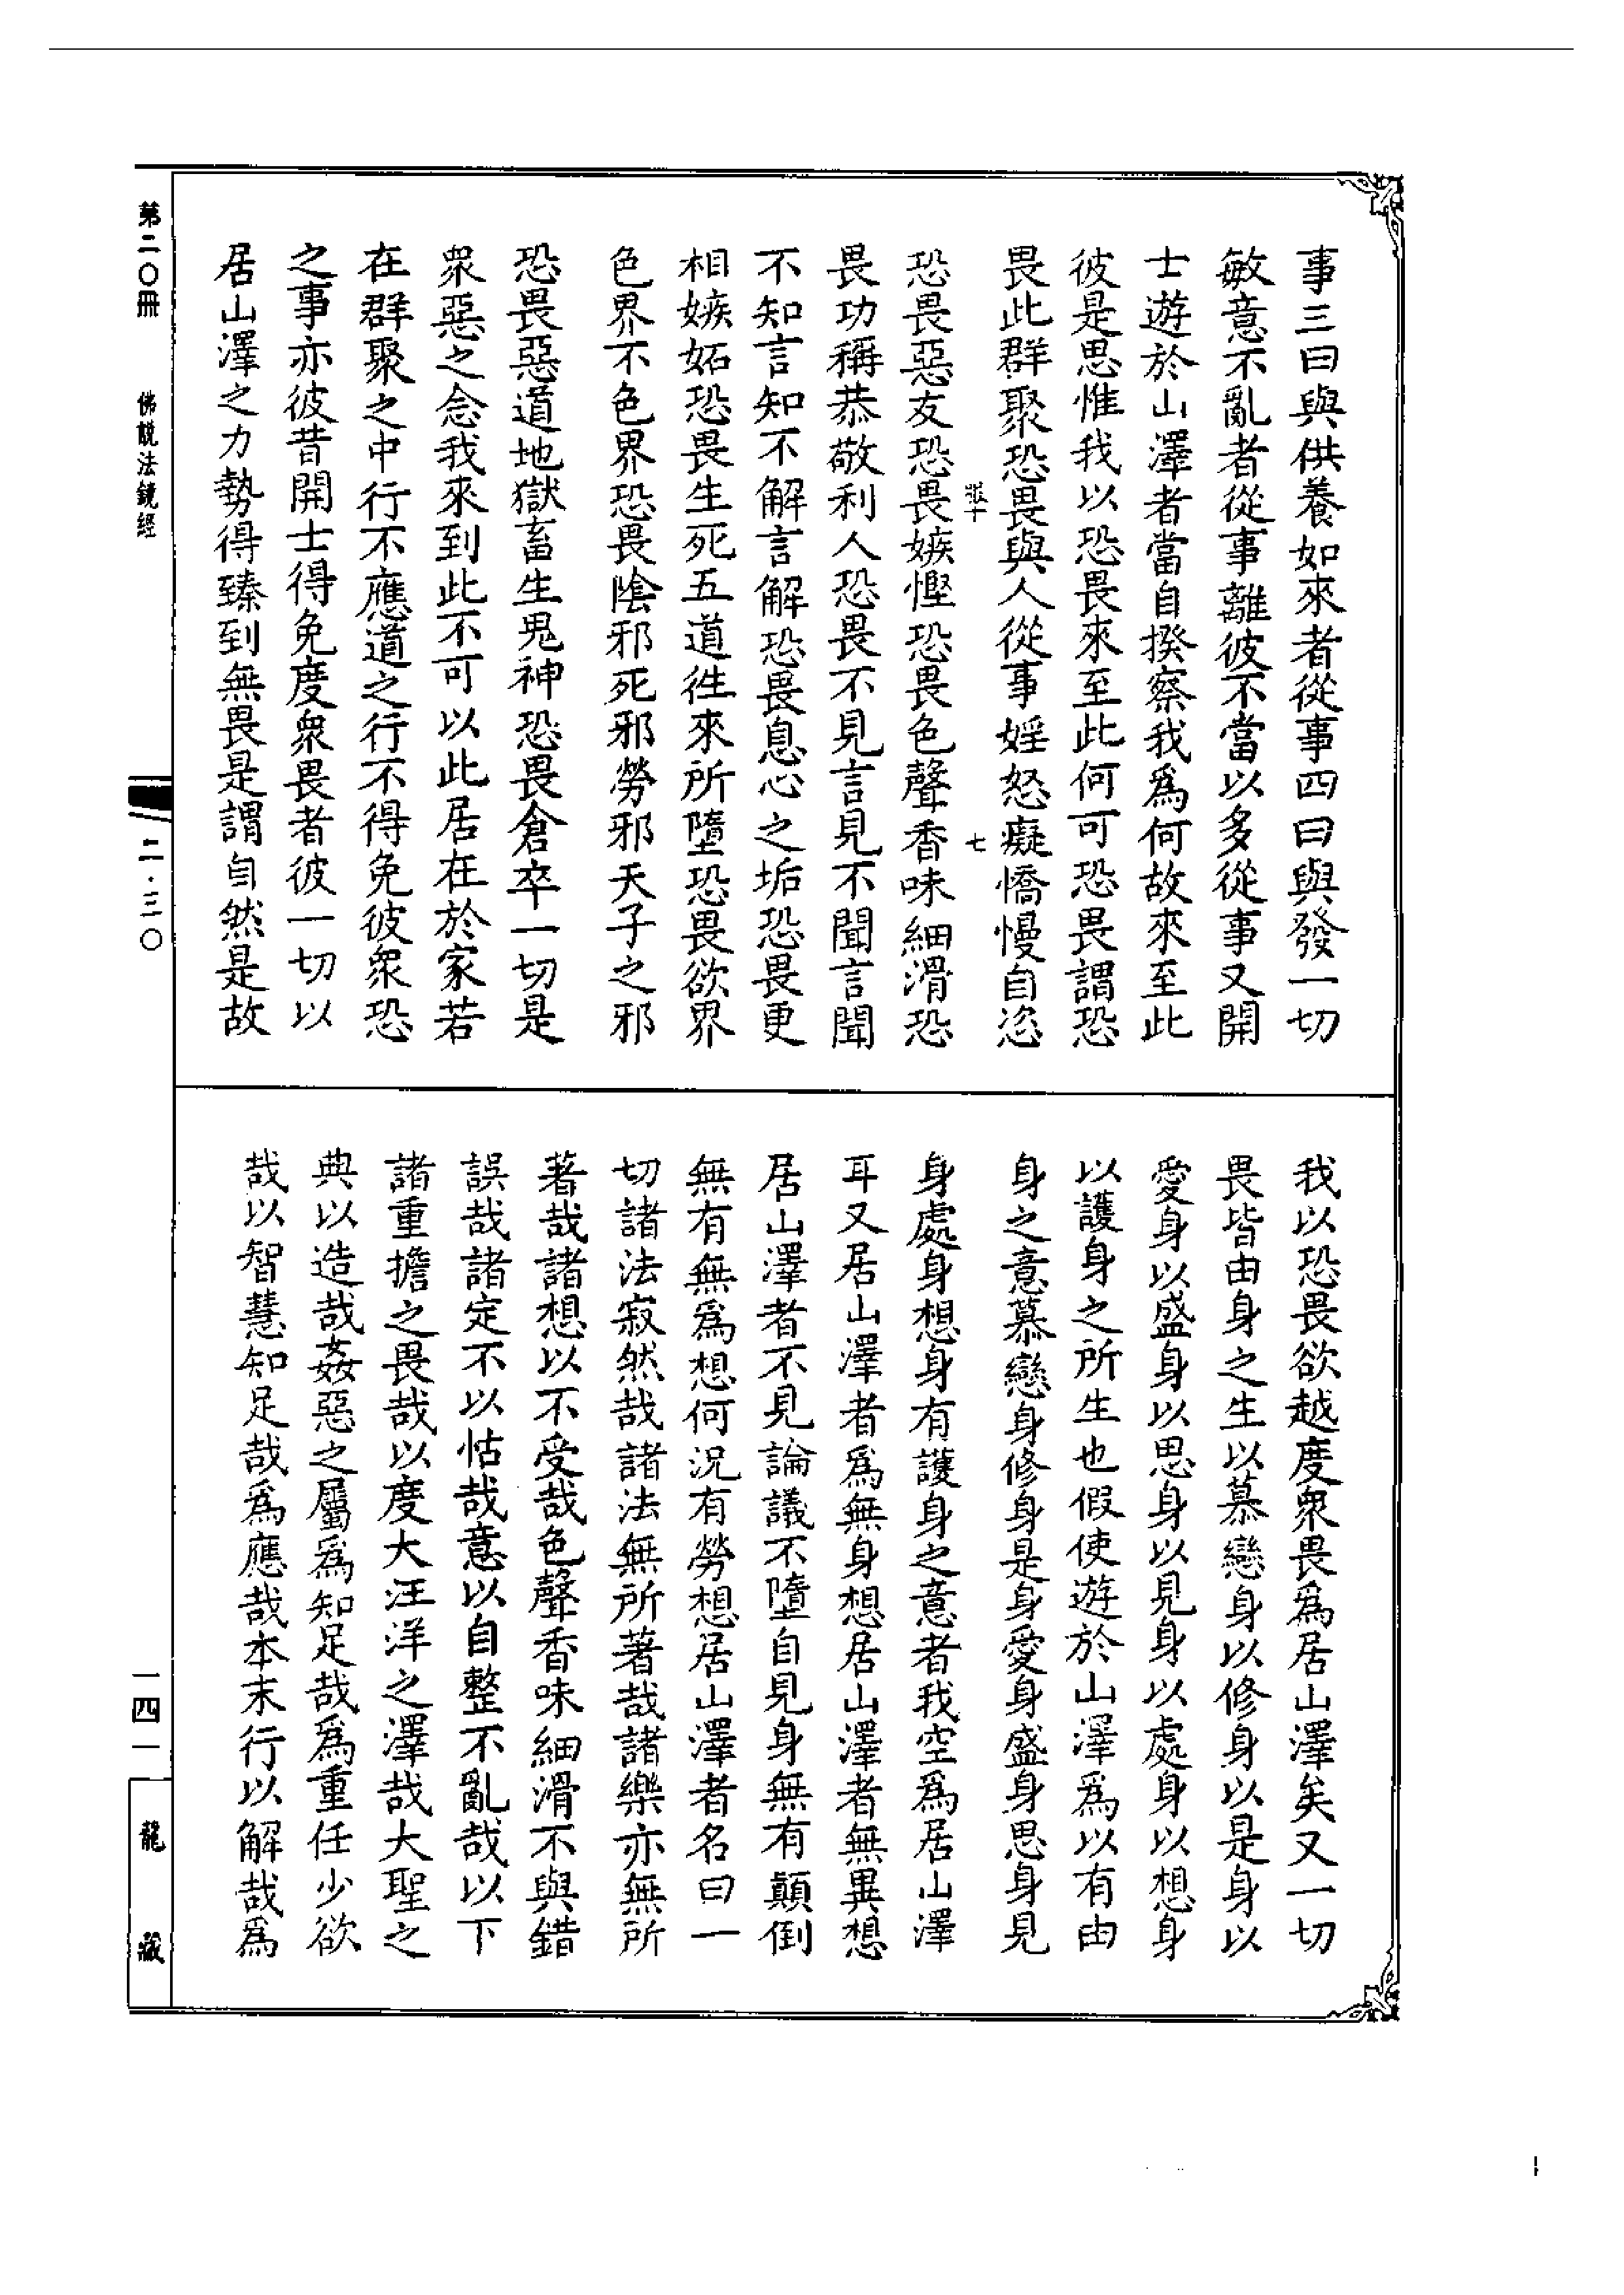 事三曰與供養如來者從事四曰與發一切
敏意不亂者從事離彼不當以多從事又開
士遊於山澤者當自揆察我為何故來至此
彼是思惟我以恐畏來至此何可恐畏謂恐
畏此群聚恐畏與人從事婬怒癡憍慢自恣
七
恐畏惡友恐畏嫉慳恐畏色聲香味細滑恐
畏功稱恭敬利人恐畏不見言見不聞言聞
不知言知不解言解恐畏息心之垢恐畏更
相嫉妬恐畏生死五道徃來所墮恐畏欲界
色界不色界恐畏陰邪死邪勞邪天子之邪
恐畏惡道地獄畜生鬼神恐畏倉卒一切是
衆惡之念我來到此不可以此居在於家若
在群聚之中行不應道之行不得免彼衆恐
之事亦彼昔開士得免度衆畏者彼一切以
居山澤之力勢得臻到無畏是謂自然是故
我以恐畏欲越度衆畏為居山澤矣又一切
畏皆由身之生以慕戀身以修身以是身以
愛身以盛身以思身以見身以處身以想身
以護身之所生也假使遊於山澤為以有由
身之意慕戀身修身是身愛身盛身思身見
身處身想身有護身之意者我空為居山澤
耳又居山澤者為無身想居山澤者無異想
居山澤者不見論議不墮自見身無有顛倒
無有無為想何況有勞想居山澤者名曰一
切諸法寂然哉諸法無所著哉諸樂亦無所
著哉諸想以不受哉色聲香味細滑不與錯
誤哉諸定不以怙哉意以自整不亂哉以下
諸重擔之畏哉以度大汪洋之澤哉大聖之
典以造哉姦惡之屬為知足哉為重任少欲
哉以智慧知足哉為應哉本末行以解哉為
第二〇冊
佛說法鏡經
二·三〇
一四一
龍藏